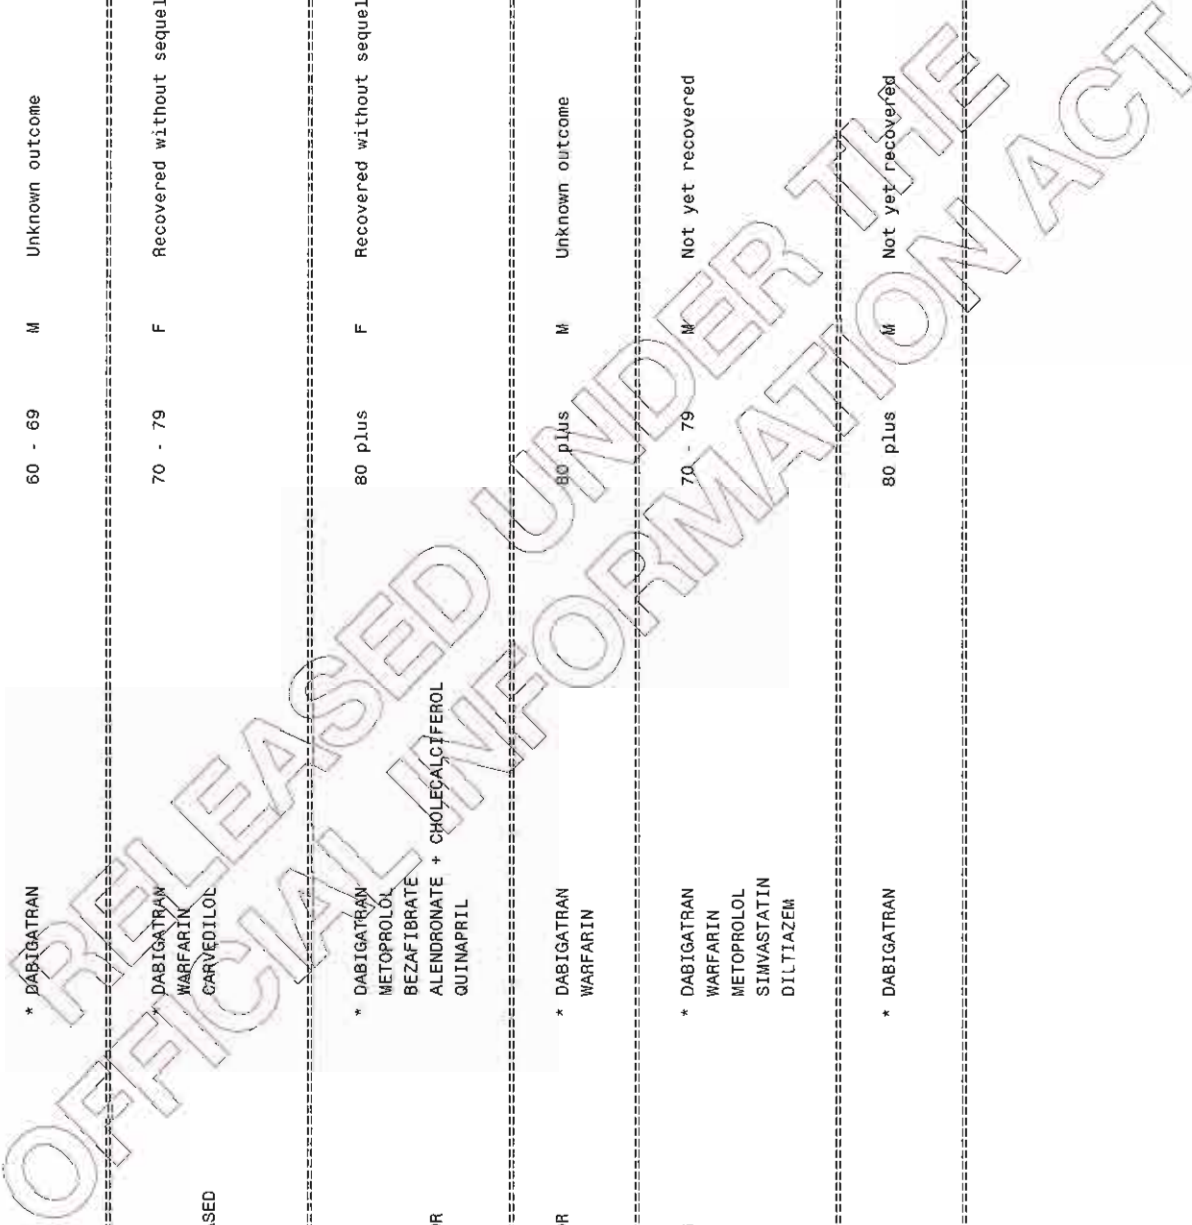 * DABIGATRAN 60 - 69 M Unknown outcome
* DABIGATRAN 70 - 79 F Recovered without sequel
WARFARIN
CARVEDILOL
* DABIGATRAN 80 plus F Recovered without sequel
METOPROLOL
BEZAFIBRATE
ALENDRONATE + CHOLECALCIFEROL
QUINAPRIL
* DABIGATRAN 80 plus M Unknown outcome
WARFARIN
* DABIGATRAN 70 - 79 M Not yet recovered
WARFARIN
METOPROLOL
SIMVASTATIN
DILTIAZEM
* DABIGATRAN 80 plus M Not yet recovered
RELEASED UNDER THE
OFFICIAL INFORMATION ACT